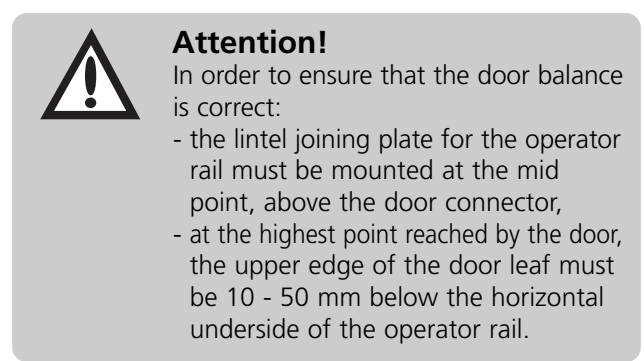 Attention!
In order to ensure that the door balance
is correct:
- the lintel joining plate for the operator
rail must be mounted at the mid
point, above the door connector,
- at the highest point reached by the door,
the upper edge of the door leaf must
be 10 - 50 mm below the horizontal
underside of the operator rail.